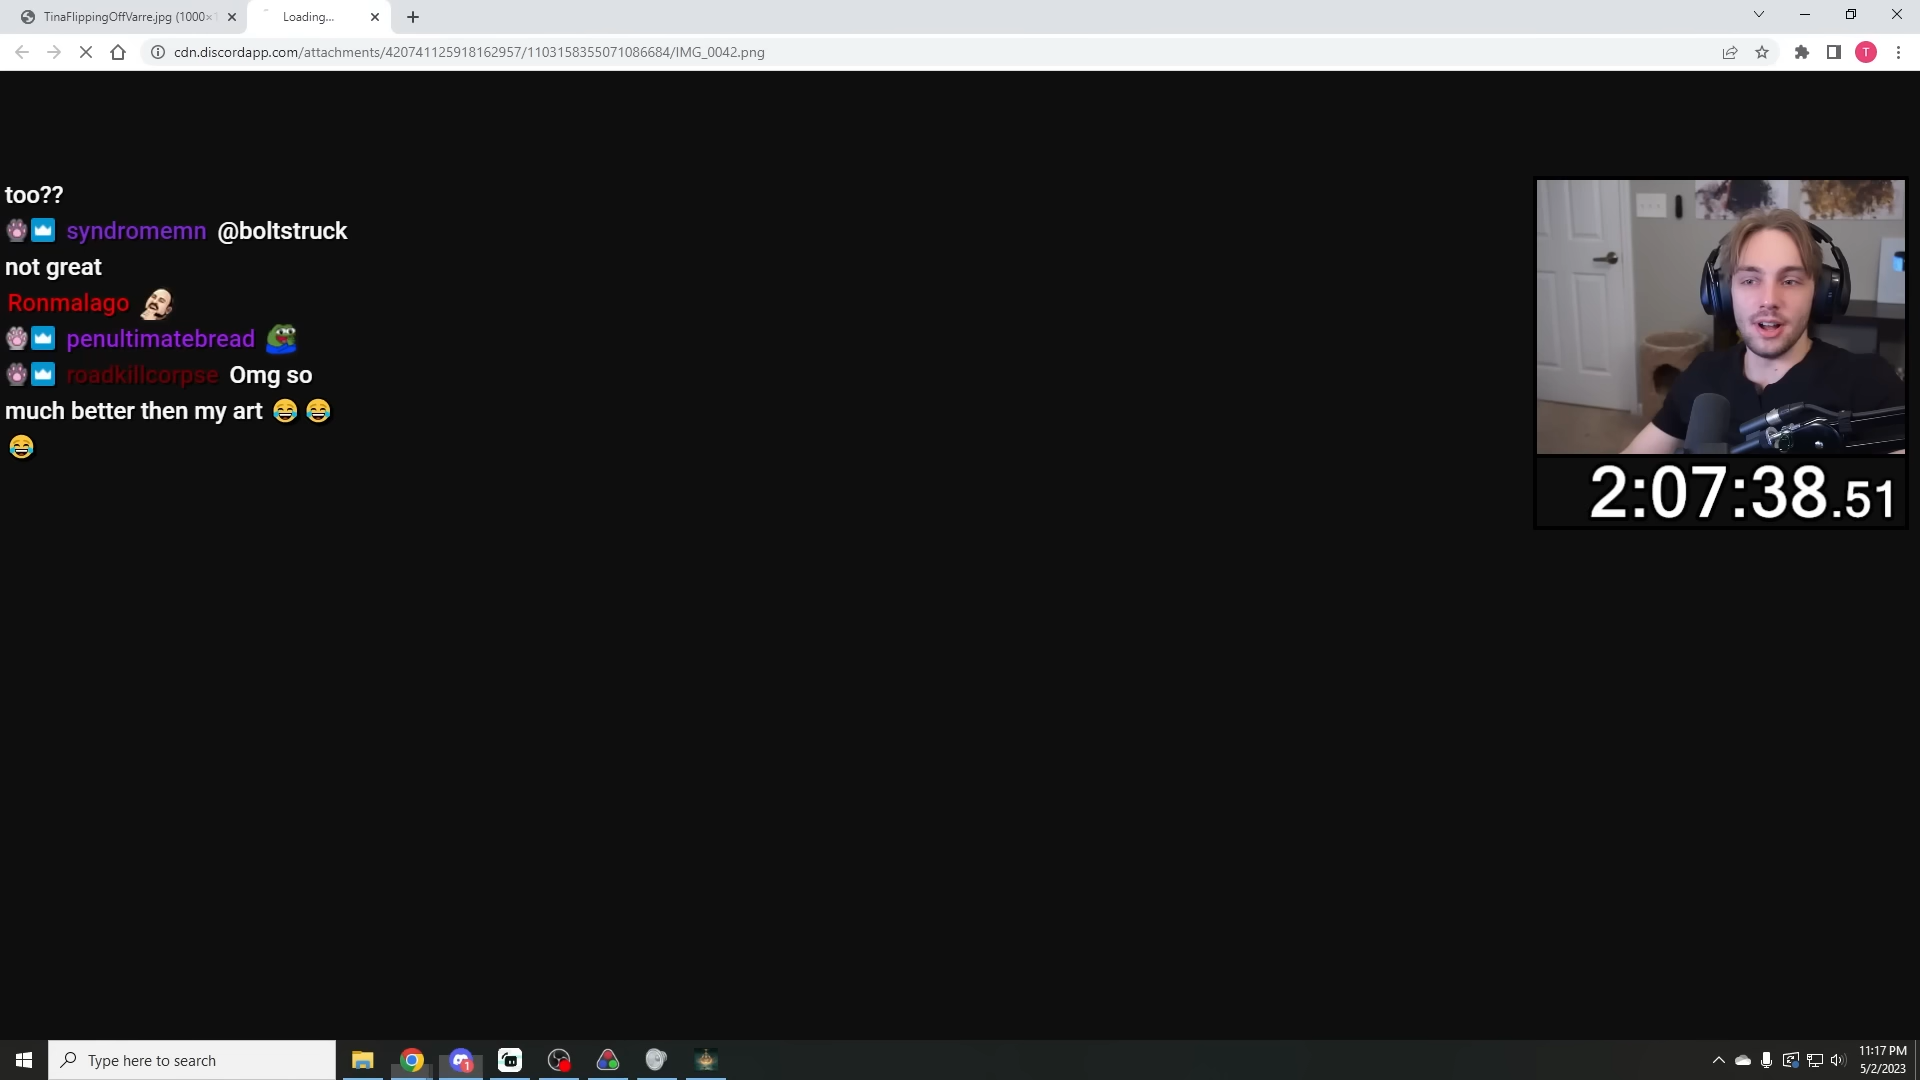 TinaFlippingOffVarre.jpg (1000×
Loading...
cdn.discordapp.com/attachments/420741125918162957/1103158355071086684/IMG_0042.png
T
too??
syndromemn @boltstruck
not great
Ronmalago
penultimatebread
roadkillcorpse Omg so
much better then my art
2:07:38.51
Type here to search
1
11:17 PM
5/2/2023